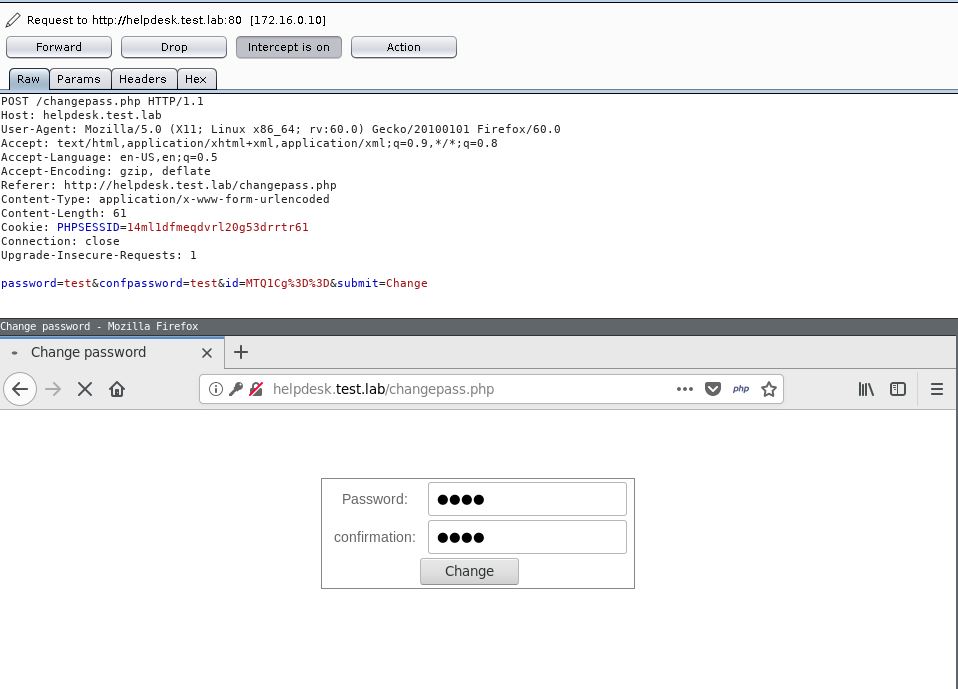 Request to http://helpdesk.test.lab:80 [172.16.0.10]
Forward Drop Intercept is on Action
Raw Params Headers Hex
POST /changepass.php HTTP/1.1
Host: helpdesk.test.lab
User-Agent: Mozilla/5.0 (X11; Linux x86_64; rv:60.0) Gecko/20100101 Firefox/60.0
Accept: text/html,application/xhtml+xml,application/xml;q=0.9,*/*;q=0.8
Accept-Language: en-US,en;q=0.5
Accept-Encoding: gzip, deflate
Referer: http://helpdesk.test.lab/changepass.php
Content-Type: application/x-www-form-urlencoded
Content-Length: 61
Cookie: PHPSESSID=14ml1dfmeqdvrl20g53drrtr61
Connection: close
Upgrade-Insecure-Requests: 1
password=test&confpassword=test&id=MTQ1Cg%3D%3D&submit=Change
Change password - Mozilla Firefox
Change password
helpdesk.test.lab/changepass.php php
Password:
confirmation:
Change